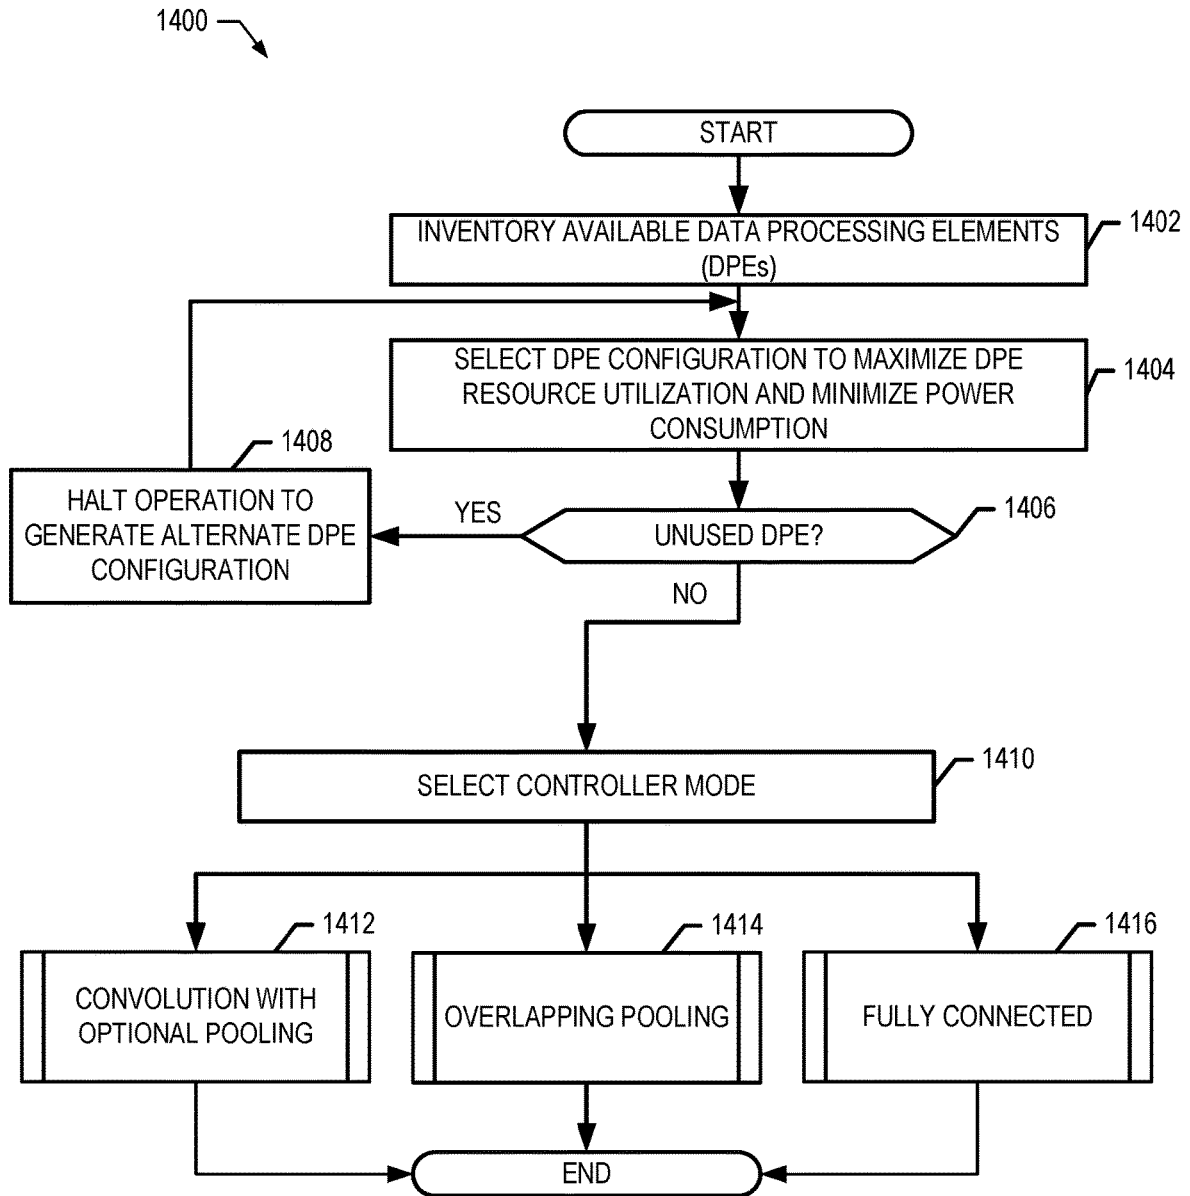 1400
START
INVENTORY AVAILABLE DATA PROCESSING ELEMENTS
(DPEs)
1402
SELECT DPE CONFIGURATION TO MAXIMIZE DPE
RESOURCE UTILIZATION AND MINIMIZE POWER
CONSUMPTION
1404
1408
HALT OPERATION TO
GENERATE ALTERNATE DPE
CONFIGURATION
YES
UNUSED DPE?
1406
NO
SELECT CONTROLLER MODE
1410
1412
CONVOLUTION WITH
OPTIONAL POOLING
1414
OVERLAPPING POOLING
1416
FULLY CONNECTED
END